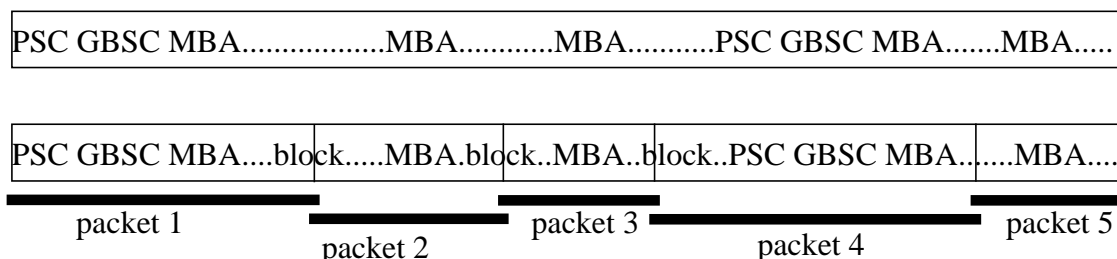 PSC GBSC MBA.................MBA..........MBA...........PSC GBSC MBA.......MBA.....
PSC GBSC MBA....block.....MBA.block..MBA..block..PSC GBSC MBA.......MBA....
packet 1 packet 2 packet 3 packet 4 packet 5